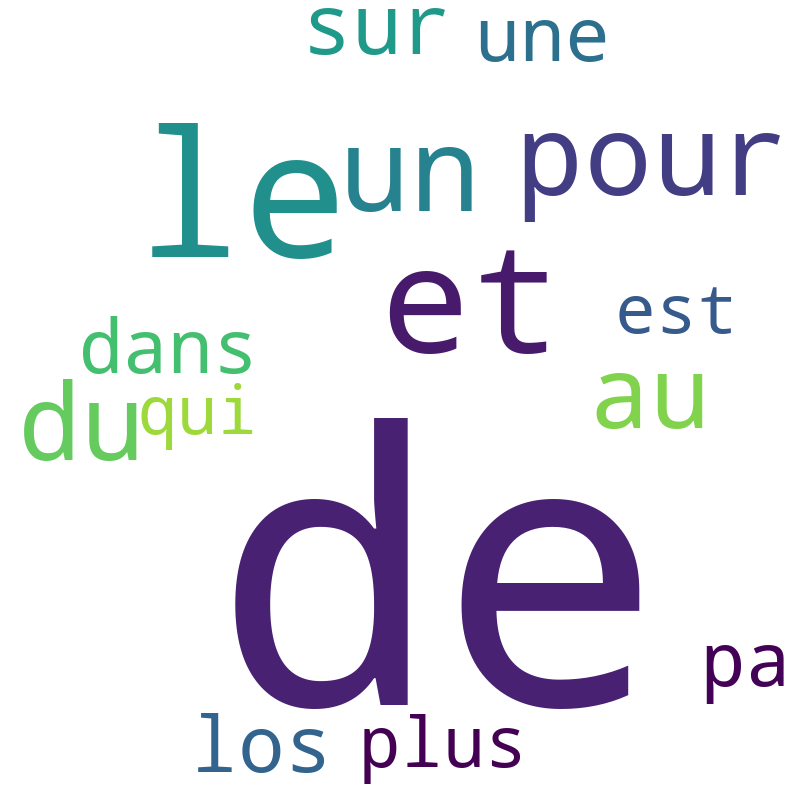 sur une
le un pour
et
est
dans
au
du qui
de
pa
los plus